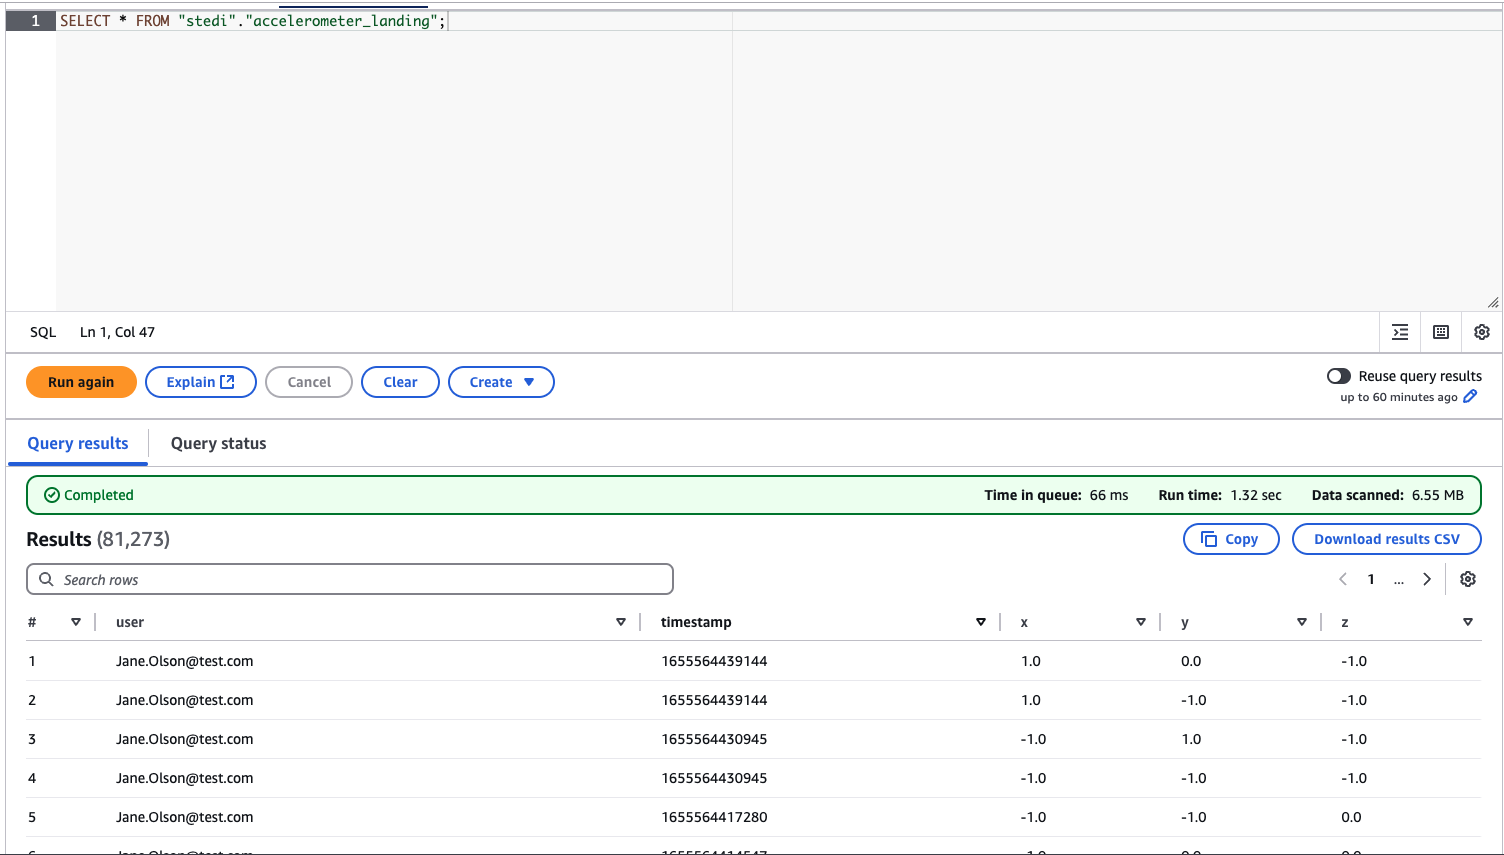 1 SELECT * FROM "stedi"."accelerometer_landing";
SQL Ln 1, Col 47
Run again Explain Cancel Clear Create Reuse query results
up to 60 minutes ago
Query results Query status
Completed Time in queue: 66 ms Run time: 1.32 sec Data scanned: 6.55 MB
Results (81,273) Copy Download results CSV
Search rows 1 ...
# user timestamp x y z
1 Jane.Olson@test.com 1655564439144 1.0 0.0 -1.0
2 Jane.Olson@test.com 1655564439144 1.0 -1.0 -1.0
3 Jane.Olson@test.com 1655564430945 -1.0 1.0 -1.0
4 Jane.Olson@test.com 1655564430945 -1.0 -1.0 -1.0
5 Jane.Olson@test.com 1655564417280 -1.0 -1.0 0.0